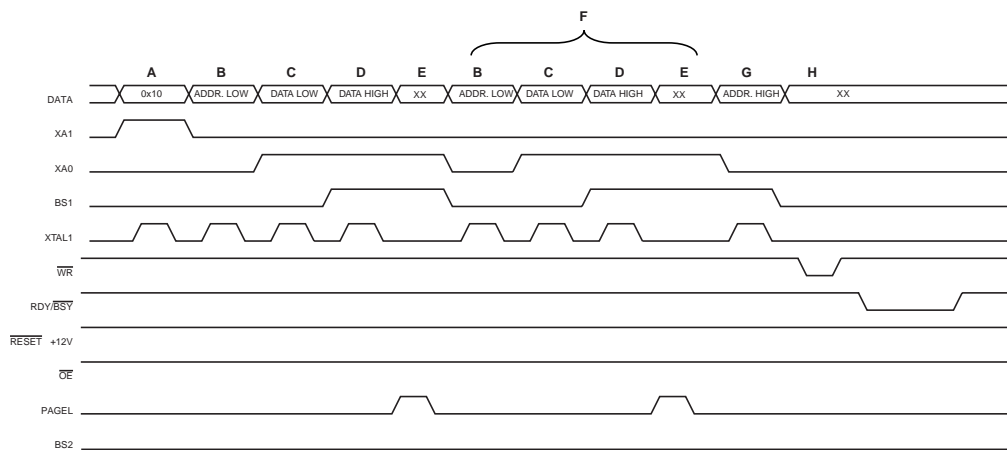 F
A B C D E B C D E G H
DATA 0x10 ADDR. LOW DATA LOW DATA HIGH XX ADDR. LOW DATA LOW DATA HIGH XX ADDR. HIGH XX
XA1
XA0
BS1
XTAL1
WR
RDY/BSY
RESET +12V
OE
PAGEL
BS2